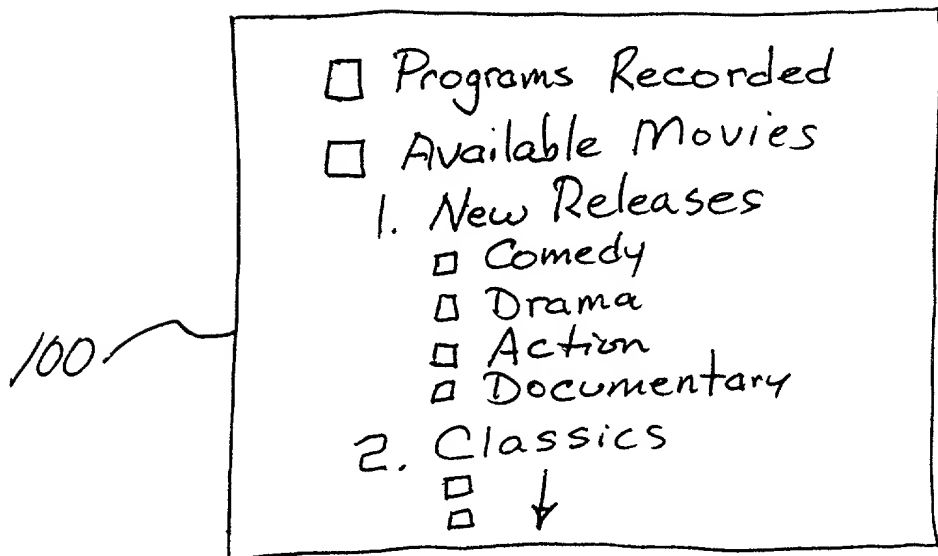 Programs Recorded
Available Movies
1. New Releases
Comedy
Drama
Action
Documentary
2. Classics
100